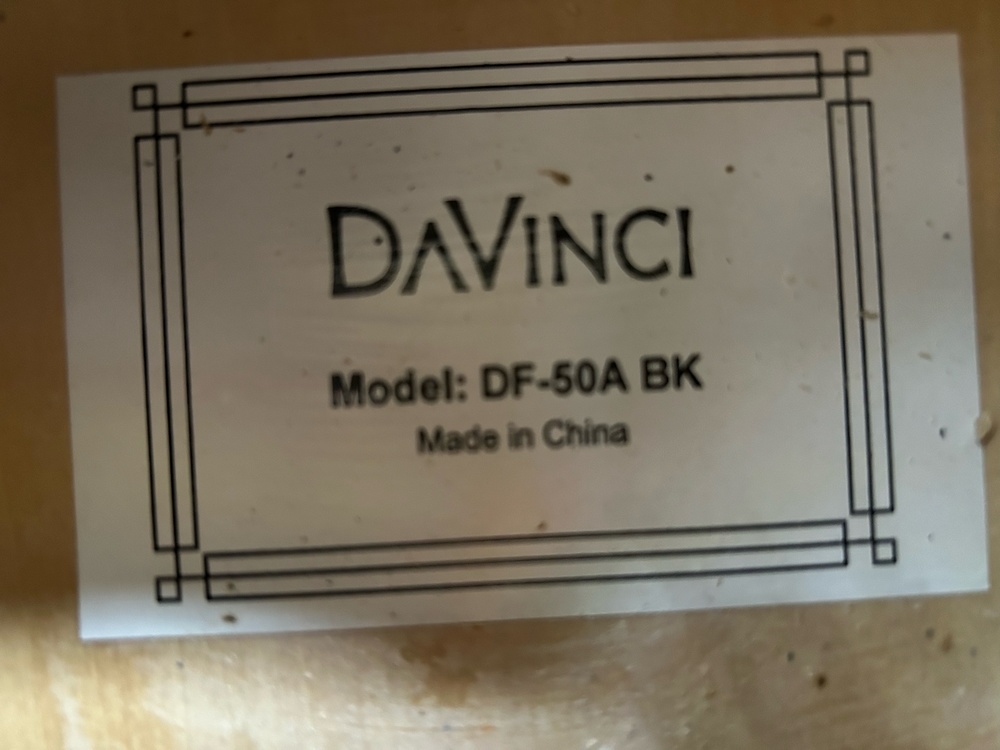 DAVINCI
Model: DF-50A BK
Made in China